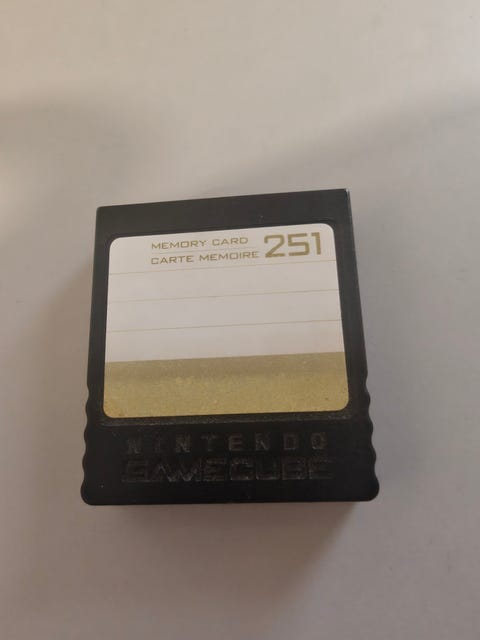 MEMORY CARD
CARTE MEMOIRE 251
NINTENDO
GAMECUBE